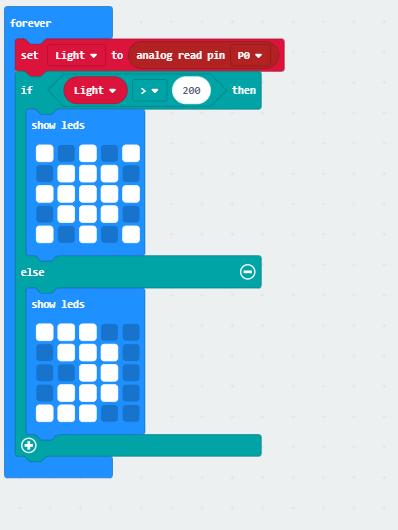 forever
set Light to analog read pin P0
if Light > 200 then
show leds
else
show leds